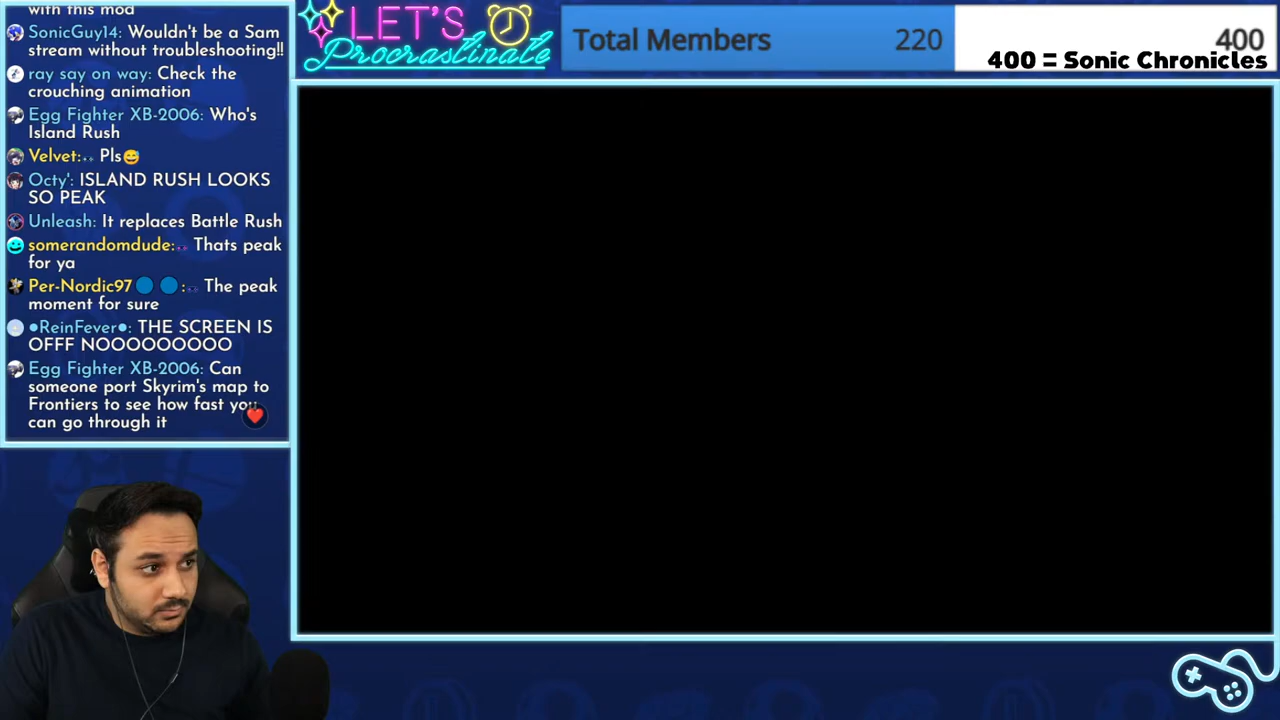 with this mod
SonicGuy14: Wouldn't be a Sam
stream without troubleshooting!!
ray say on way: Check the
crouching animation
Egg Fighter XB-2006: Who's
Island Rush
Velvet: Pls😅
Octy': ISLAND RUSH LOOKS
SO PEAK
Unleash: It replaces Battle Rush
somerandomdude: Thats peak
for ya
Per-Nordic97🔵 🔵: The peak
moment for sure
●ReinFever●: THE SCREEN IS
OFFF NOOOOOOOOO
Egg Fighter XB-2006: Can
someone port Skyrim's map to
Frontiers to see how fast you
can go through it
LET'S
Procrastinate
Total Members 220 400
400 = Sonic Chronicles